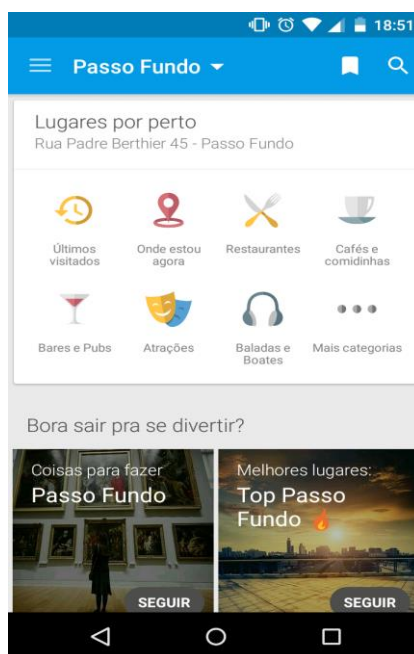 18:51
Passo Fundo
Lugares por perto
Rua Padre Berthier 45 - Passo Fundo
Últimos
visitados
Onde estou
agora
Restaurantes
Cafés e
comidinhas
Bares e Pubs
Atrações
Baladas e
Boates
Mais categorias
Bora sair pra se divertir?
Coisas para fazer
Passo Fundo
SEGUIR
Melhores lugares:
Top Passo
Fundo 🔥
SEGUIR